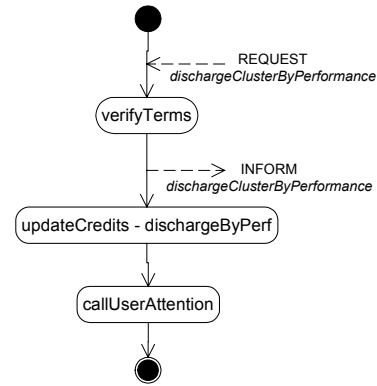 REQUEST
dischargeClusterByPerformance
verifyTerms
INFORM
dischargeClusterByPerformance
updateCredits - dischargeByPerf
callUserAttention